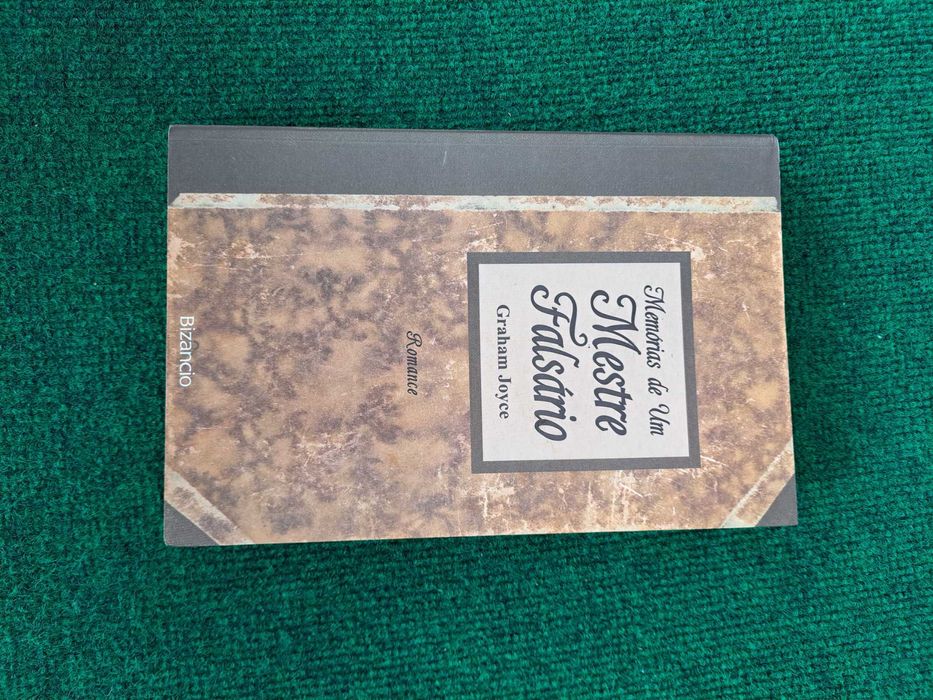 Memórias de Um
Mestre
Falsário
Graham Joyce
Romance
Bizâncio